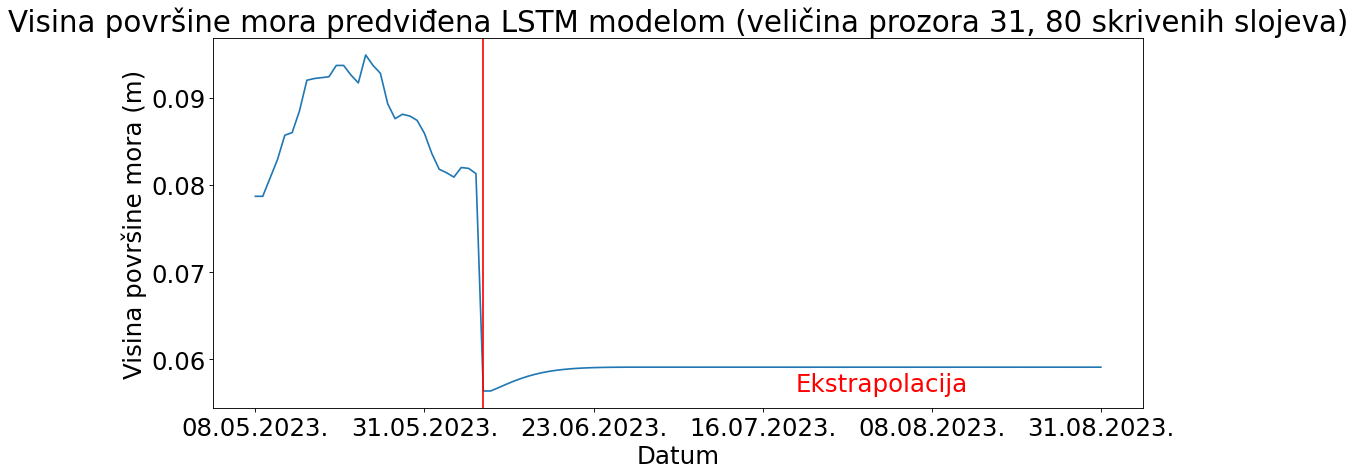 Visina površine mora predviđena LSTM modelom (veličina prozora 31, 80 skrivenih slojeva)
Visina površine mora (m)
0.09
0.08
0.07
0.06
Ekstrapolacija
08.05.2023. 31.05.2023. 23.06.2023. 16.07.2023. 08.08.2023. 31.08.2023.
Datum